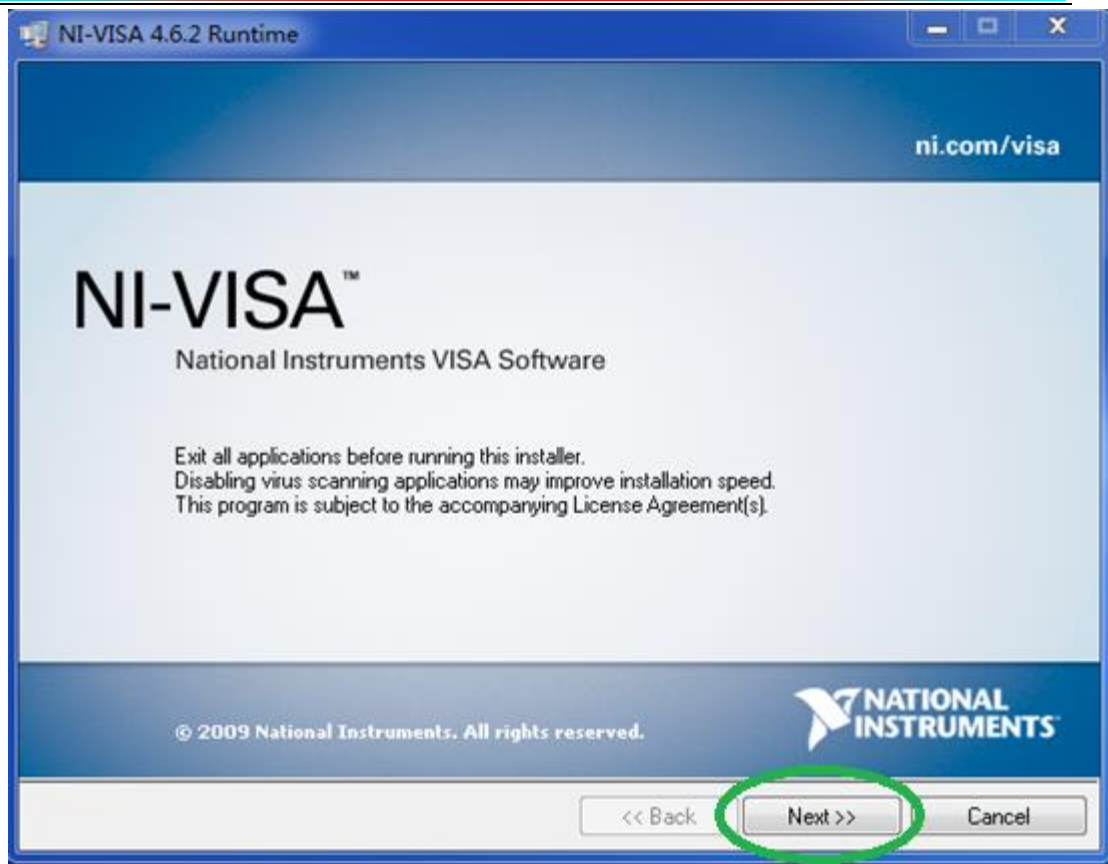 NI-VISA 4.6.2 Runtime
ni.com/visa
NI-VISA™
National Instruments VISA Software
Exit all applications before running this installer.
Disabling virus scanning applications may improve installation speed.
This program is subject to the accompanying License Agreement(s).
NATIONAL
INSTRUMENTS
© 2009 National Instruments. All rights reserved.
<< Back
Next >>
Cancel